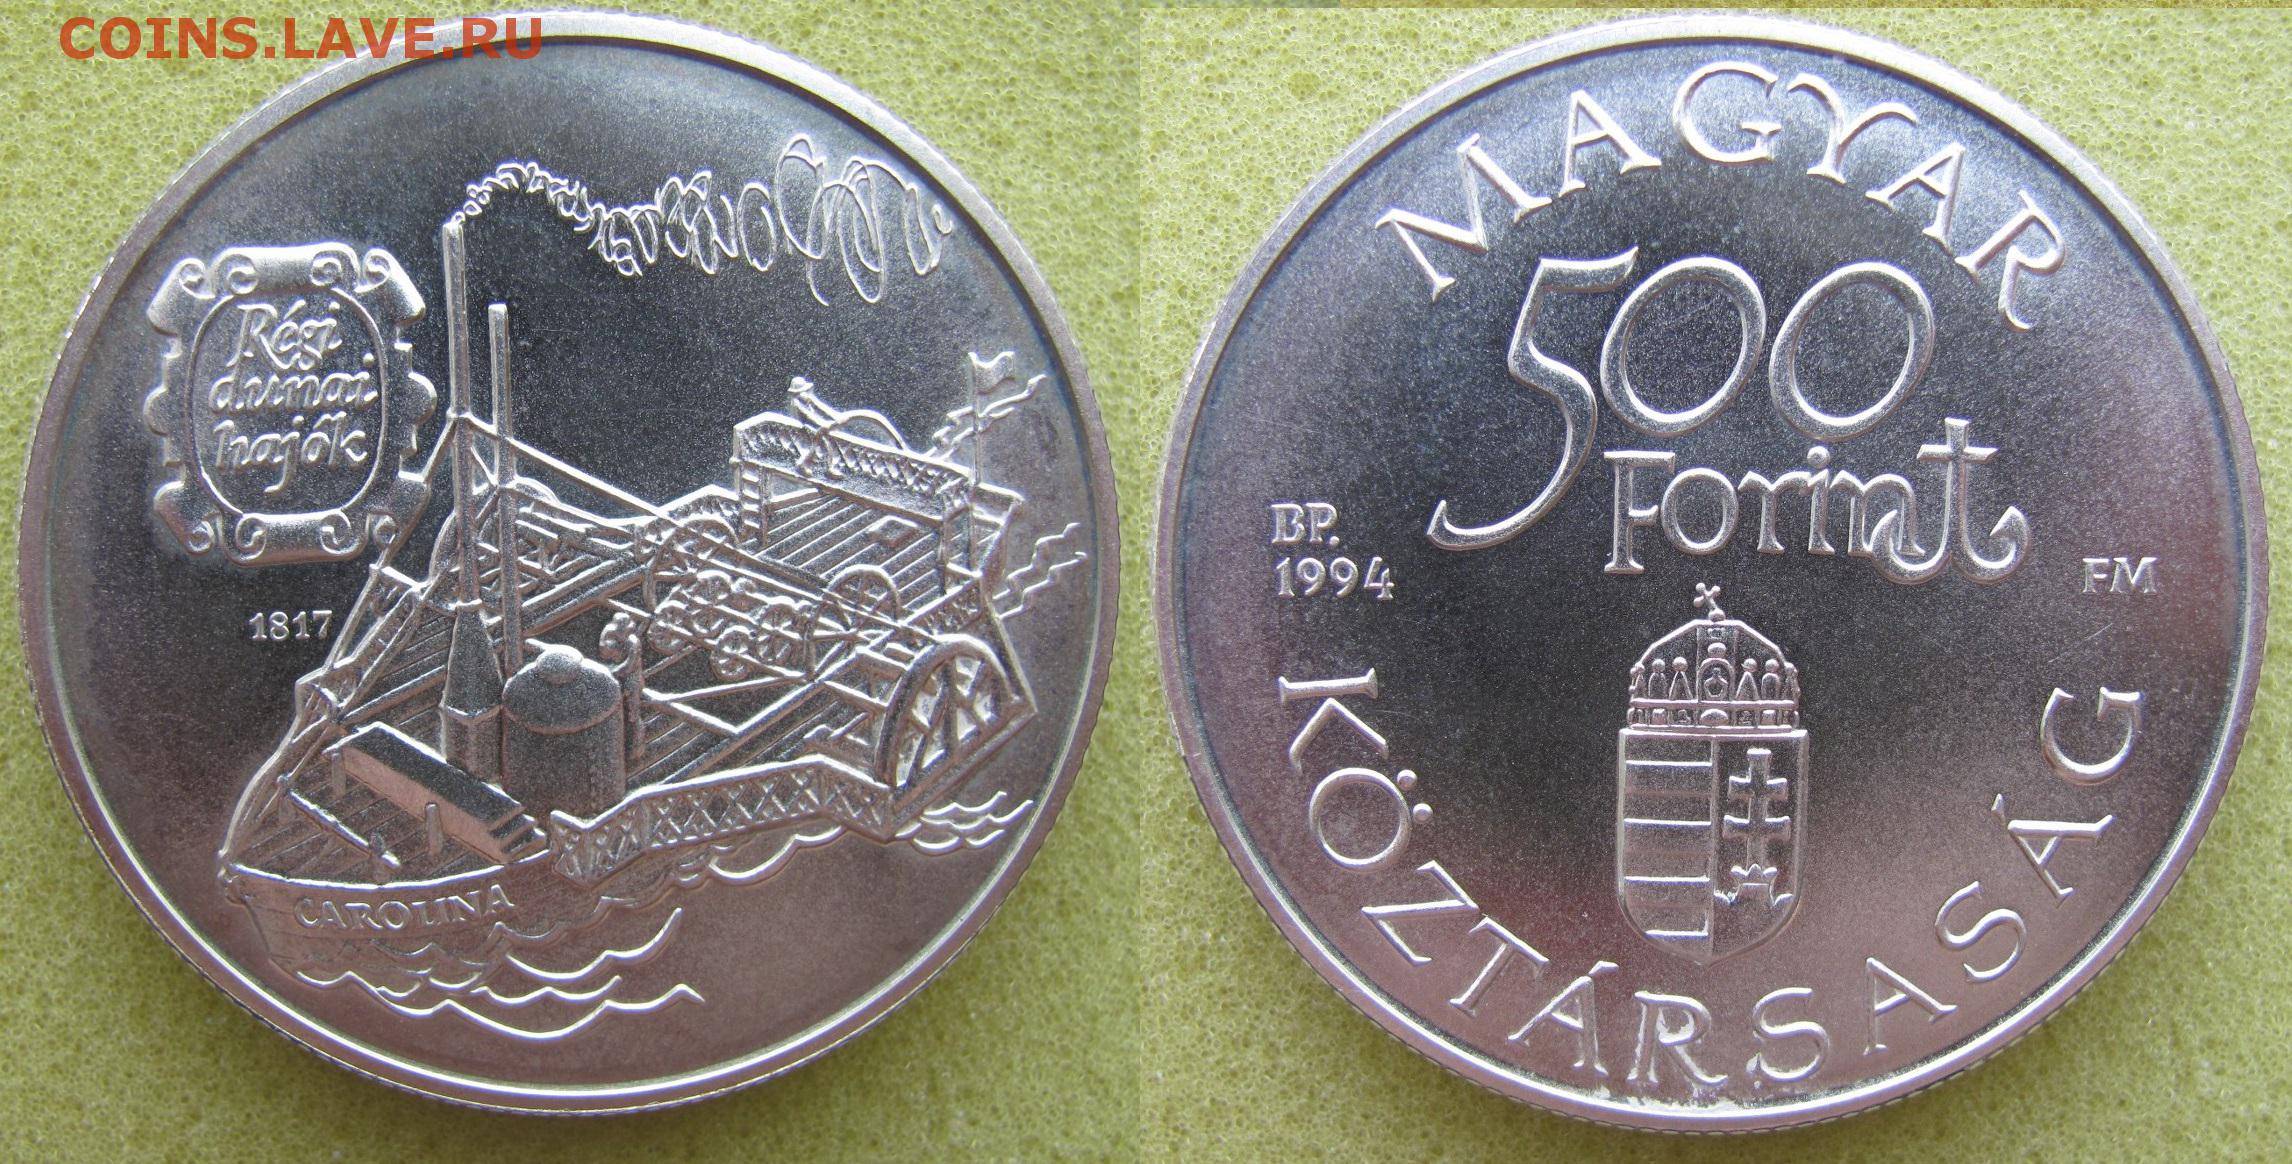 COINS.LAVE.RU
Régi
dunai
hajók
1817
CAROLINA
MAGYAR
500
Forint
BP.
1994
FM
KÖZTÁRSASÁG